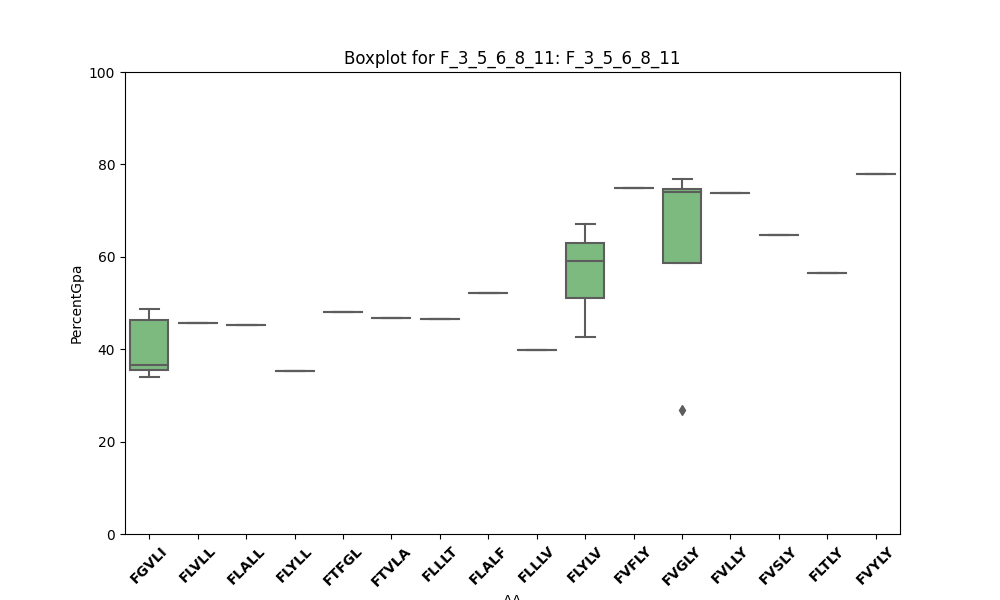 Boxplot for F_3_5_6_8_11: F_3_5_6_8_11
100
80
60
40
20
0
PercentGpa
FGVLI
FLVLL
FLALL
FLYLL
FTFGL
FTVLA
FLLLT
FLALF
FLLLV
FLYLV
FVFLY
FVGLY
FVLLY
FVSLY
FLTLY
FVYLY
AA